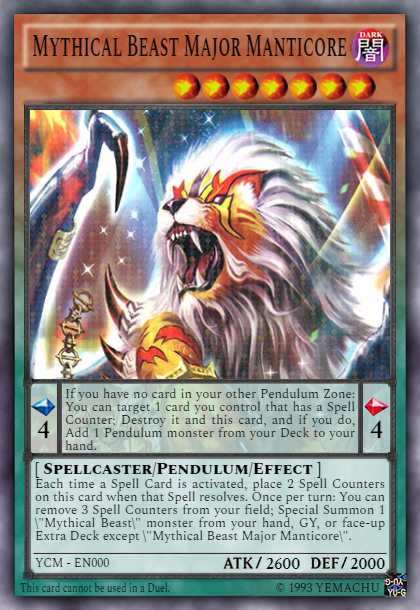 MYTHICAL BEAST MAJOR MANTICORE
DARK
闇
If you have no card in your other Pendulum Zone:
You can target 1 card you control that has a Spell
Counter; Destroy it and this card, and if you do,
Add 1 Pendulum monster from your Deck to your
hand.
4
4
[ SPELLCASTER/PENDULUM/EFFECT ]
Each time a Spell Card is activated, place 2 Spell Counters
on this card when that Spell resolves. Once per turn: You can
remove 3 Spell Counters from your field; Special Summon 1
\"Mythical Beast\" monster from your hand, GY, or face-up
Extra Deck except \"Mythical Beast Major Manticore\".
YCM - EN000
ATK / 2600 DEF / 2000
This card cannot be used in a Duel.
© 1993 YEMACHU